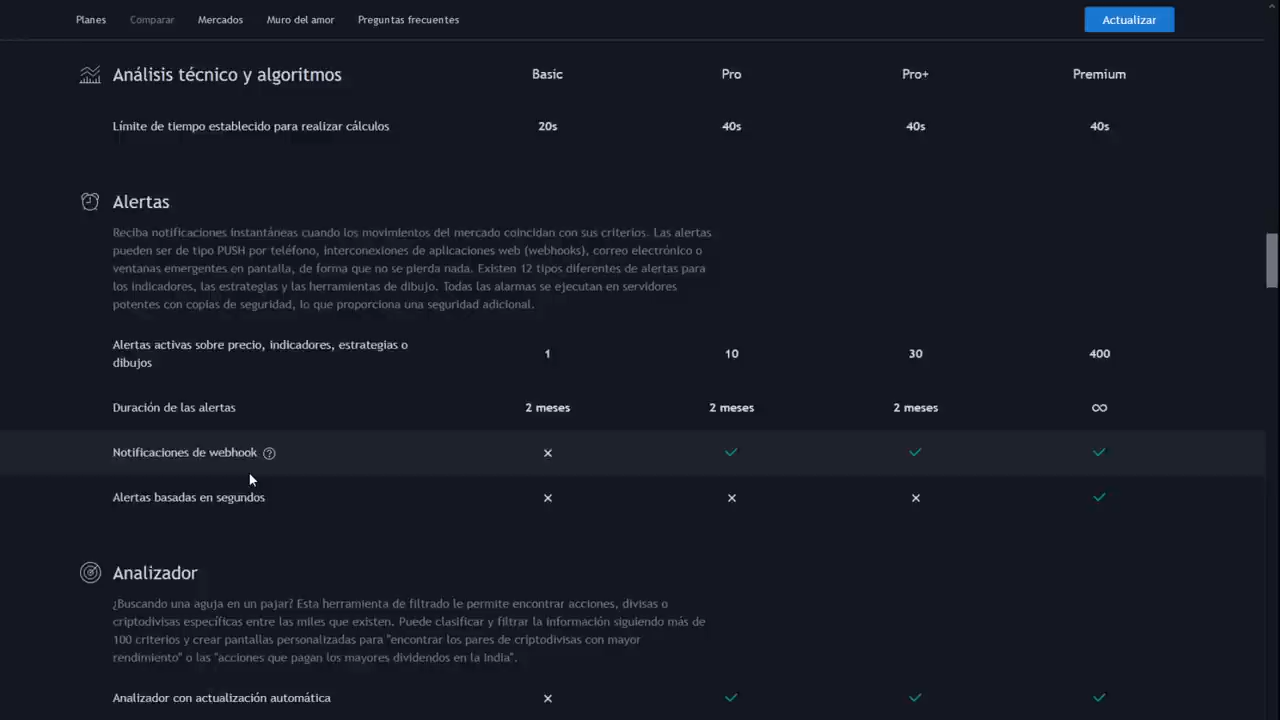 Planes Comparar Mercados Muro del amor Preguntas frecuentes Actualizar
Análisis técnico y algoritmos Basic Pro Pro+ Premium
Límite de tiempo establecido para realizar cálculos 20s 40s 40s 40s
Alertas
Reciba notificaciones instantáneas cuando los movimientos del mercado coincidan con sus criterios. Las alertas
pueden ser de tipo PUSH por teléfono, interconexiones de aplicaciones web (webhooks), correo electrónico o
ventanas emergentes en pantalla, de forma que no se pierda nada. Existen 12 tipos diferentes de alertas para
los indicadores, las estrategias y las herramientas de dibujo. Todas las alarmas se ejecutan en servidores
potentes con copias de seguridad, lo que proporciona una seguridad adicional.
Alertas activas sobre precio, indicadores, estrategias o
dibujos 1 10 30 400
Duración de las alertas 2 meses 2 meses 2 meses ∞
Notificaciones de webhook ? × ✓ ✓ ✓
Alertas basadas en segundos × × × ✓
Analizador
¿Buscando una aguja en un pajar? Esta herramienta de filtrado le permite encontrar acciones, divisas o
criptodivisas específicas entre las miles que existen. Puede clasificar y filtrar la información siguiendo más de
100 criterios y crear pantallas personalizadas para "encontrar los pares de criptodivisas con mayor
rendimiento" o las "acciones que pagan los mayores dividendos en la India".
Analizador con actualización automática × ✓ ✓ ✓